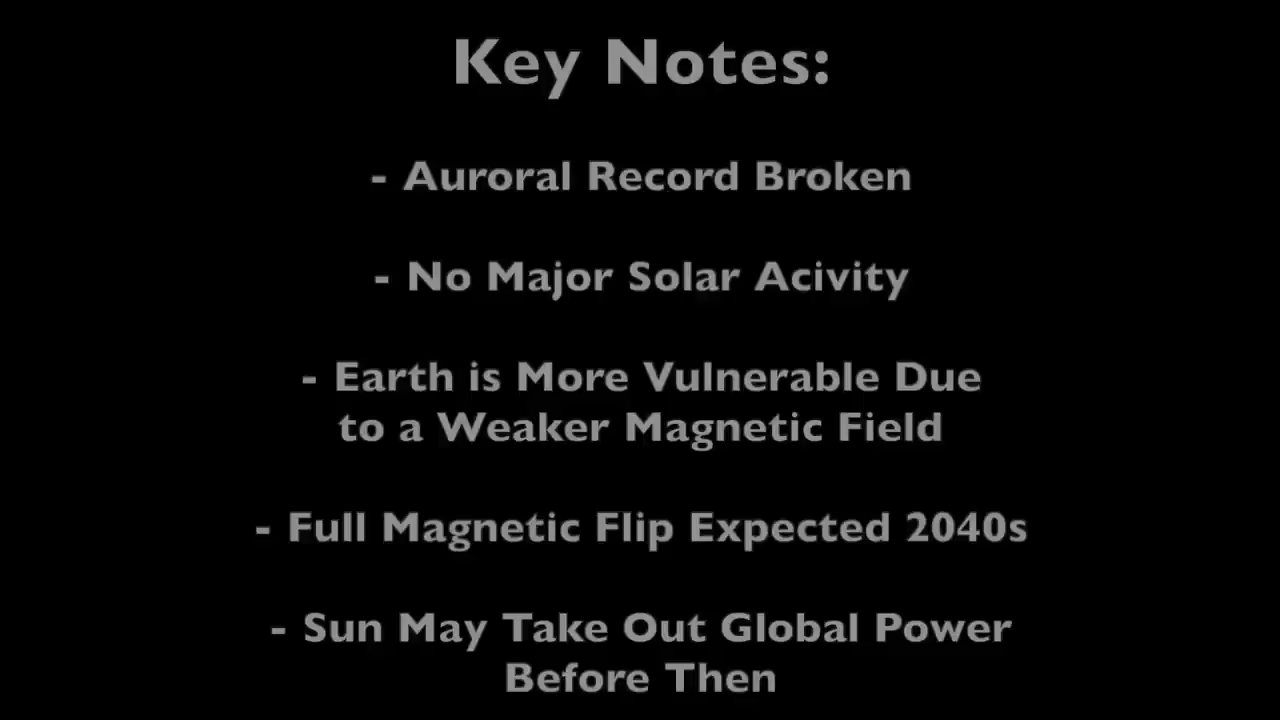 Key Notes:
- Auroral Record Broken
- No Major Solar Acivity
- Earth is More Vulnerable Due
to a Weaker Magnetic Field
- Full Magnetic Flip Expected 2040s
- Sun May Take Out Global Power
Before Then